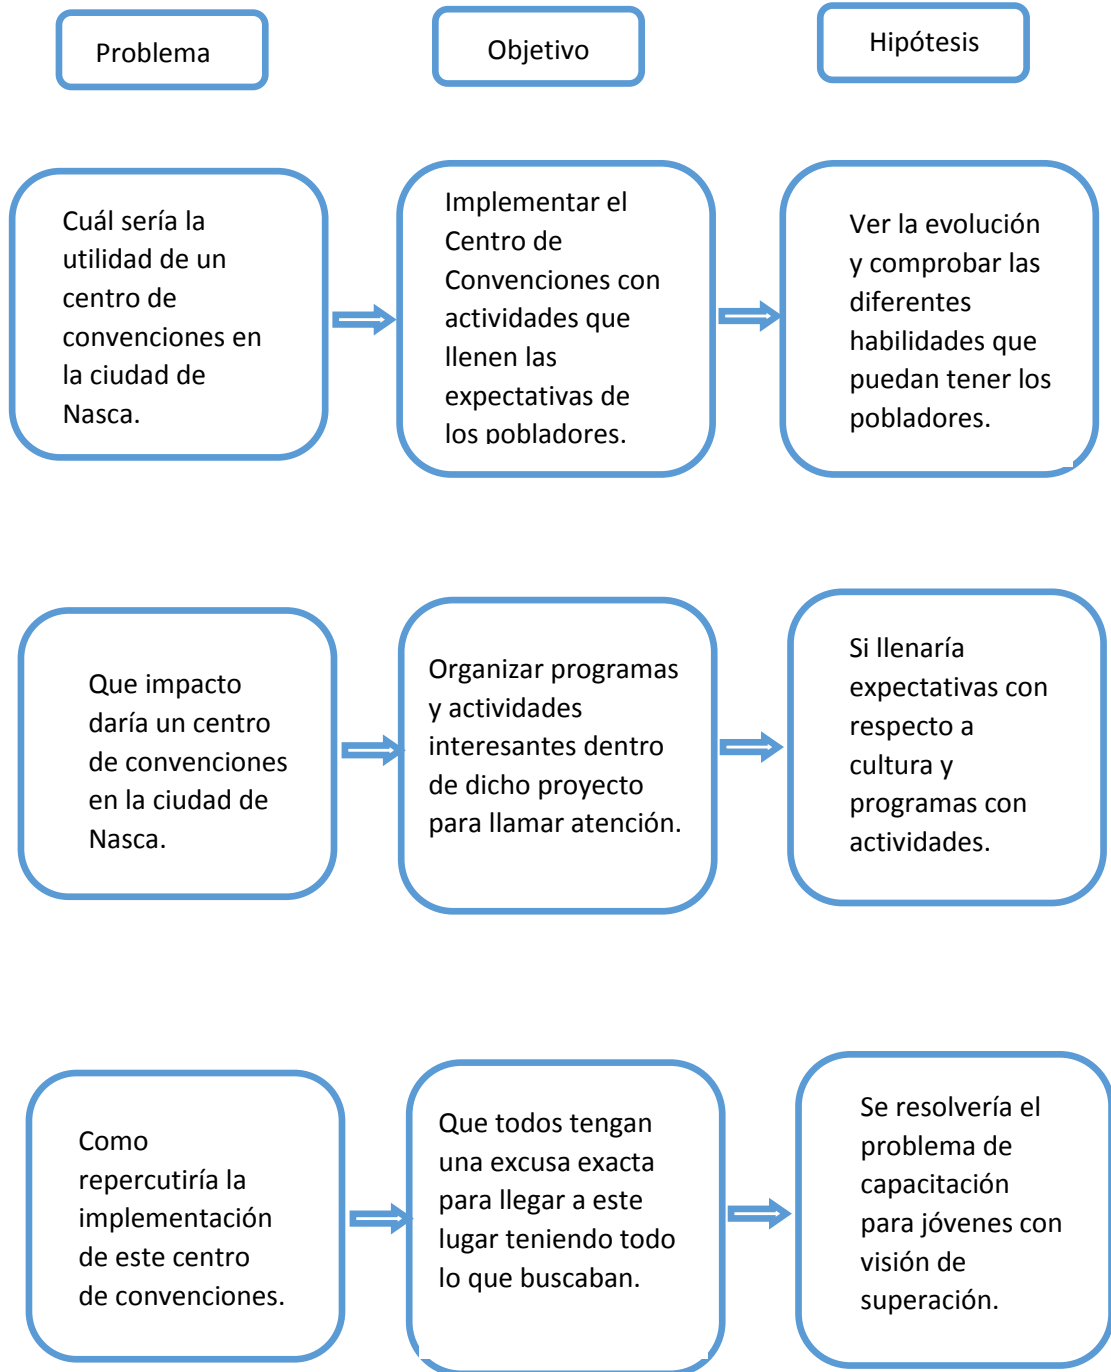 Problema
Objetivo
Hipótesis
Cuál sería la
utilidad de un
centro de
convenciones en
la ciudad de
Nasca.
Implementar el
Centro de
Convenciones con
actividades que
llenen las
expectativas de
los pobladores.
Ver la evolución
y comprobar las
diferentes
habilidades que
puedan tener los
pobladores.
Que impacto
daría un centro
de convenciones
en la ciudad de
Nasca.
Organizar programas
y actividades
interesantes dentro
de dicho proyecto
para llamar atención.
Si llenaría
expectativas con
respecto a
cultura y
programas con
actividades.
Como
repercutiría la
implementación
de este centro
de convenciones.
Que todos tengan
una excusa exacta
para llegar a este
lugar teniendo todo
lo que buscaban.
Se resolvería el
problema de
capacitación
para jóvenes con
visión de
superación.